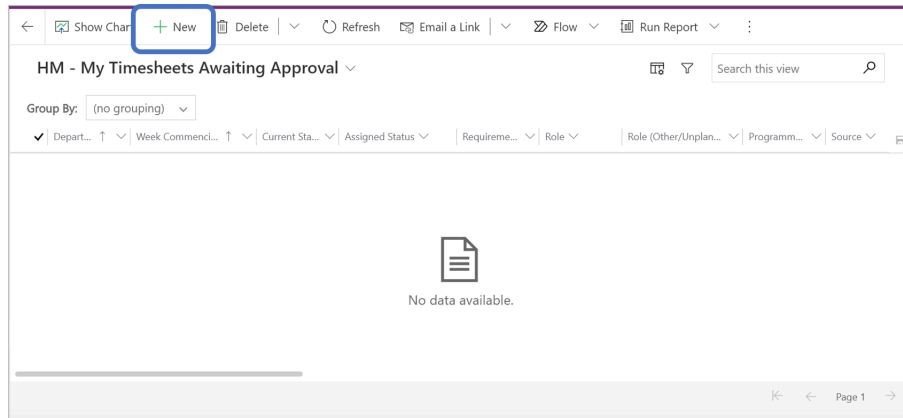 Show Char New Delete Refresh Email a Link Flow Run Report
HM - My Timesheets Awaiting Approval
Search this view
Group By: (no grouping)
Depart... Week Commenci... Current Sta... Assigned Status Requireme... Role Role (Other/Unplan... Programm... Source
No data available.
Page 1